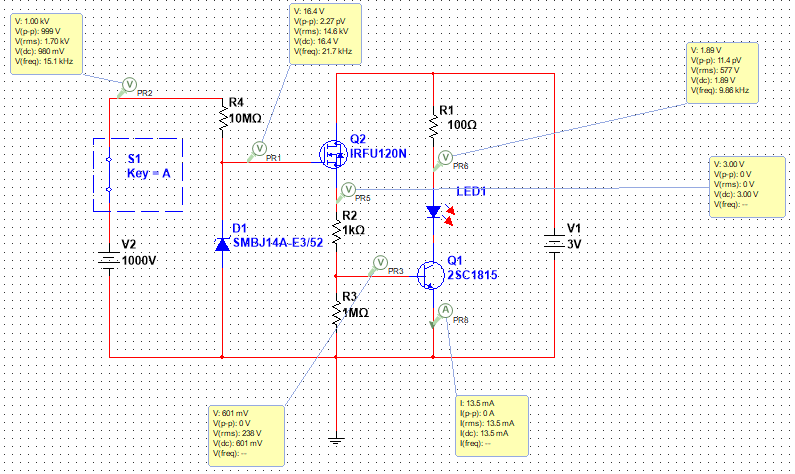 V: 1.00 kV
V(p-p): 999 V
V(rms): 1.70 kV
V(dc): 980 mV
V(freq): 15.1 kHz
V: 16.4 V
V(p-p): 2.27 pV
V(rms): 14.6 kV
V(dc): 16.4 V
V(freq): 21.7 kHz
V: 1.89 V
V(p-p): 11.4 pV
V(rms): 577 V
V(dc): 1.89 V
V(freq): 9.86 kHz
V
PR2
R4
10MΩ
V
PR1
Q2
IRFU120N
R1
100Ω
V
PR6
S1
Key = A
V
PR5
LED1
V: 3.00 V
V(p-p): 0 V
V(rms): 0 V
V(dc): 3.00 V
V(freq): --
R2
1kΩ
D1
SMBJ14A-E3/52
V2
1000V
V1
3V
V
PR3
Q1
2SC1815
R3
1MΩ
A
PR8
V: 601 mV
V(p-p): 0 V
V(rms): 238 V
V(dc): 601 mV
V(freq): --
I: 13.5 mA
I(p-p): 0 A
I(rms): 13.5 mA
I(dc): 13.5 mA
I(freq): --